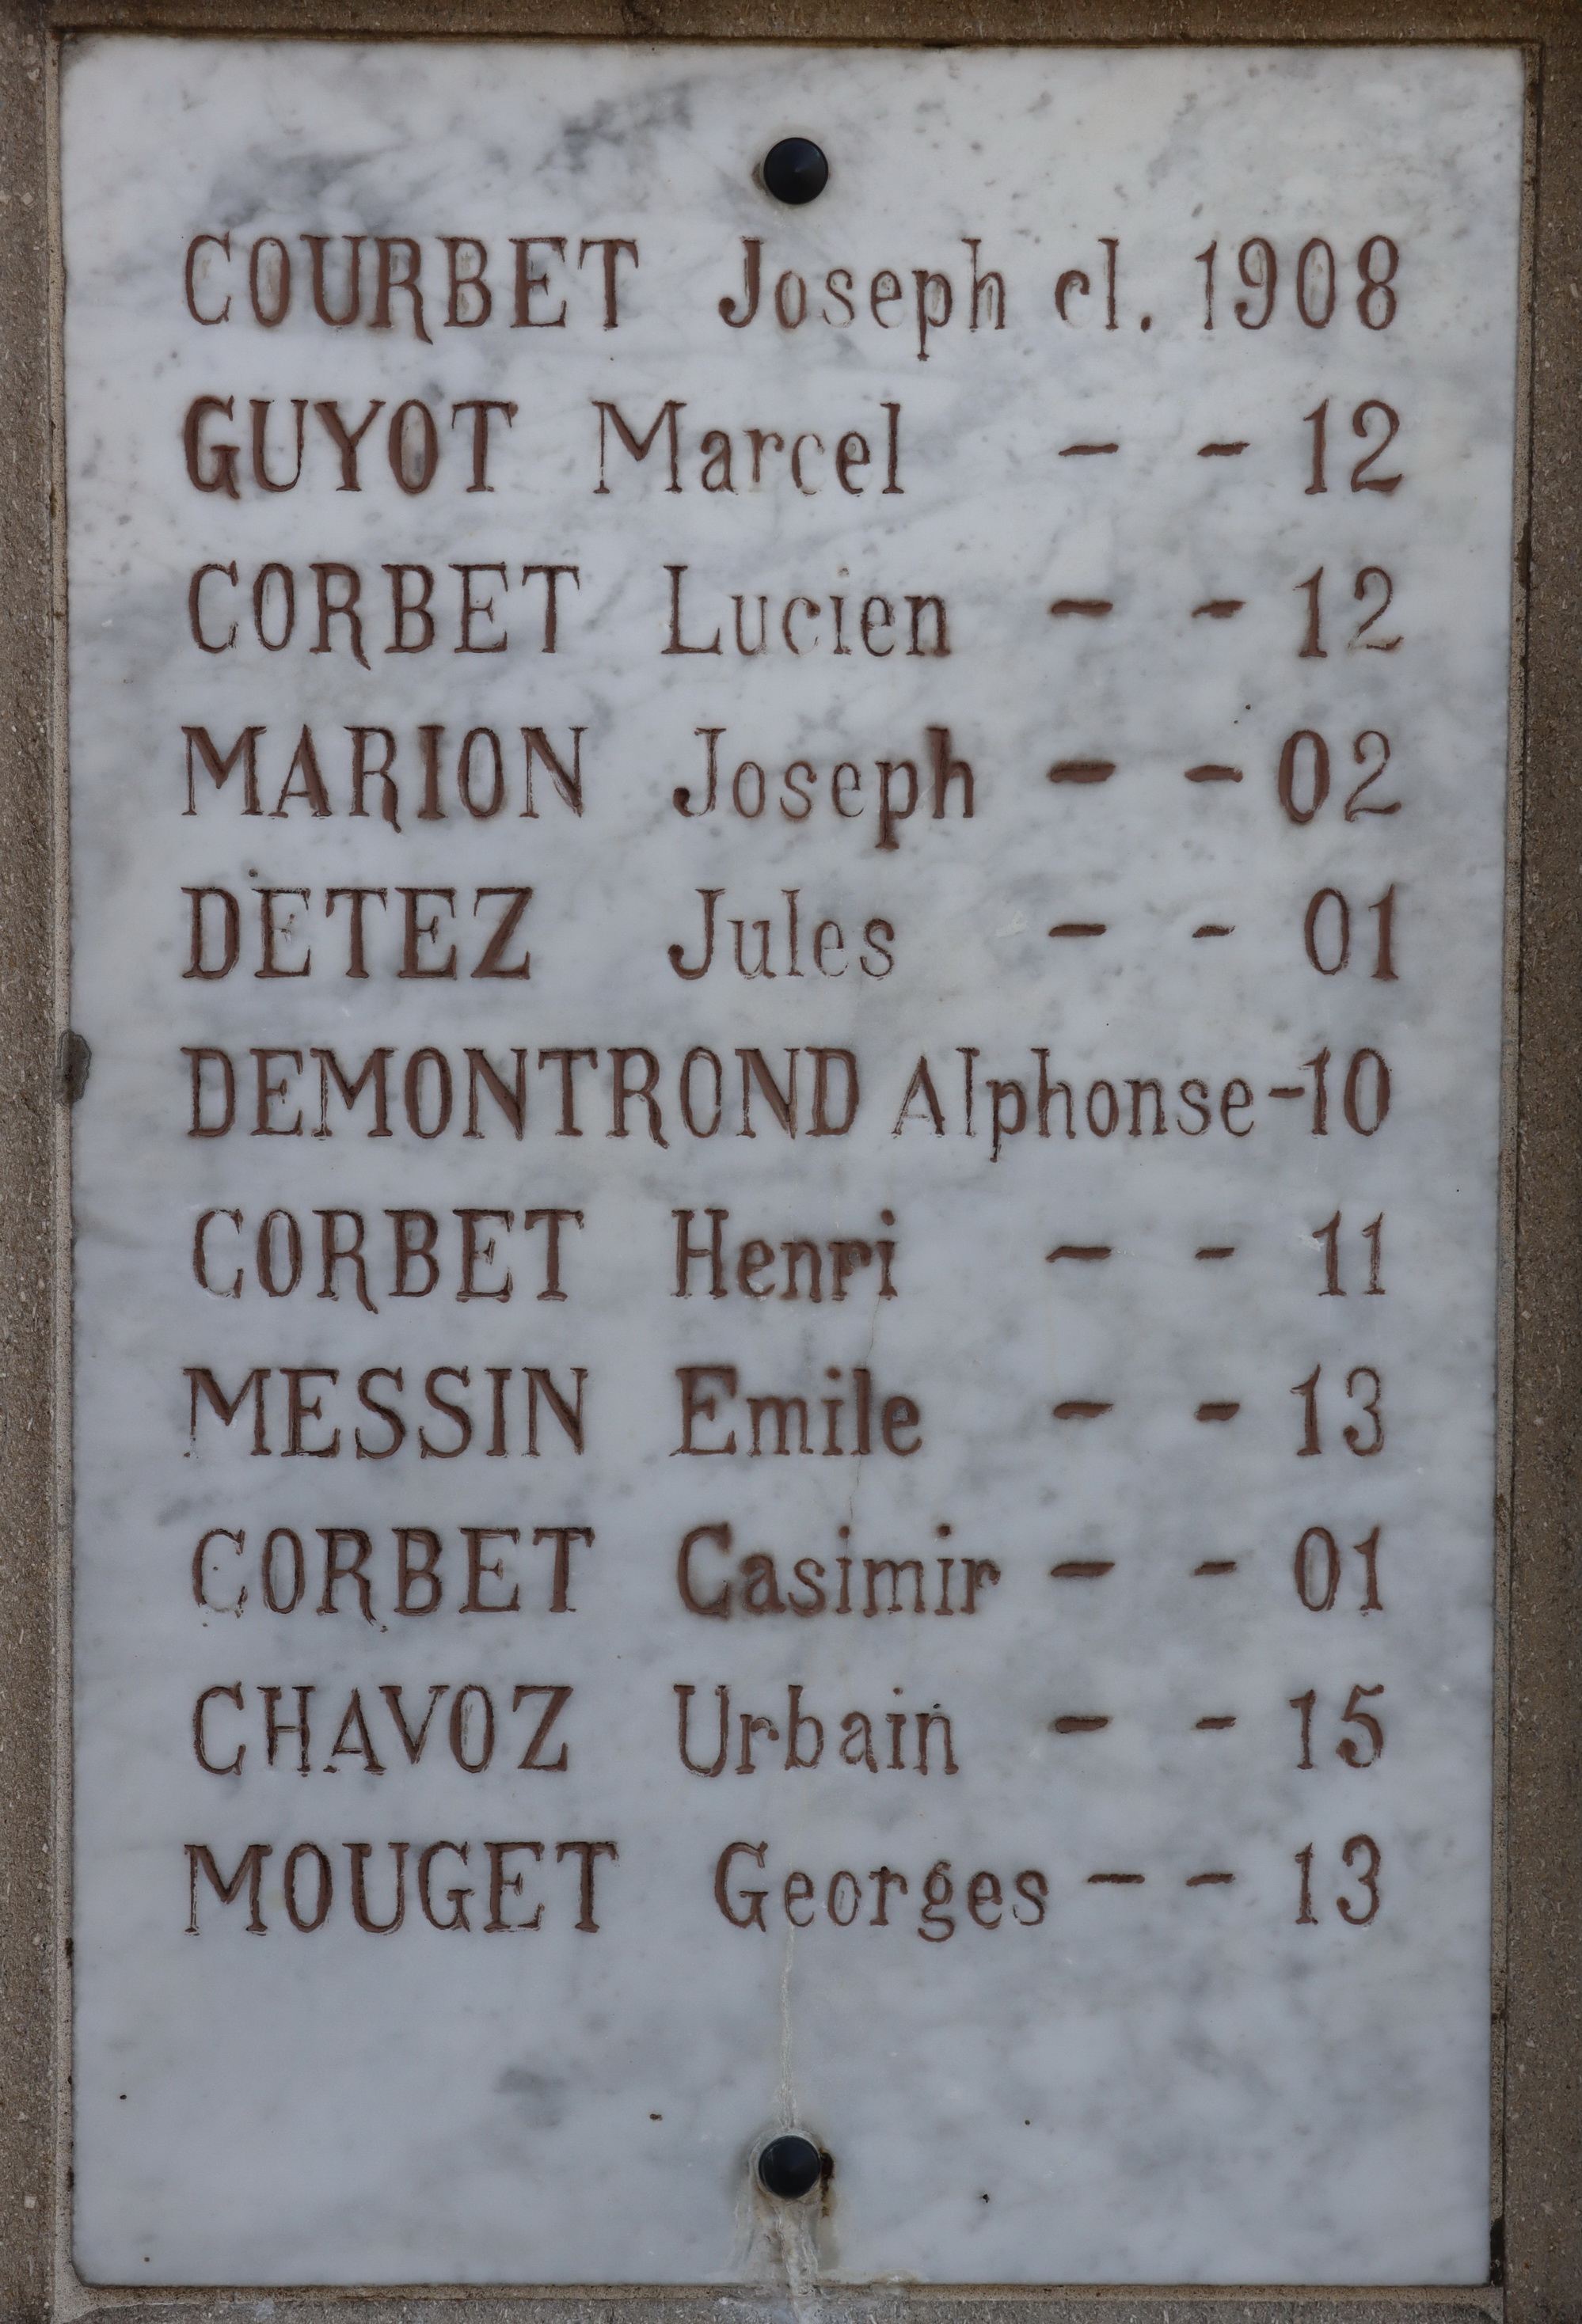 COURBET Joseph cl. 1908
GUYOT Marcel - - 12
CORBET Lucien - - 12
MARION Joseph - - 02
DETEZ Jules - - 01
DEMONTROND Alphonse - 10
CORBET Henri - - 11
MESSIN Emile - - 13
CORBET Casimir - - 01
CHAVOZ Urbain - - 15
MOUGET Georges - - 13